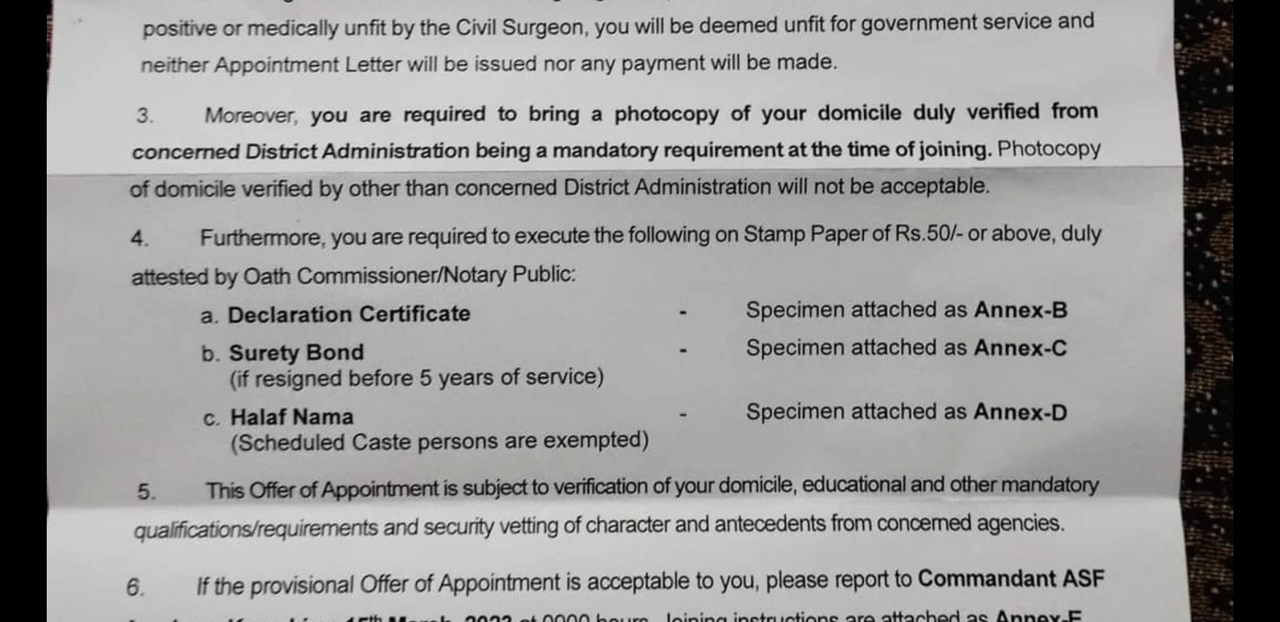 positive or medically unfit by the Civil Surgeon, you will be deemed unfit for government service and
neither Appointment Letter will be issued nor any payment will be made.
3. Moreover, you are required to bring a photocopy of your domicile duly verified from
concerned District Administration being a mandatory requirement at the time of joining. Photocopy
of domicile verified by other than concerned District Administration will not be acceptable.
4. Furthermore, you are required to execute the following on Stamp Paper of Rs.50/- or above, duly
attested by Oath Commissioner/Notary Public:
a. Declaration Certificate - Specimen attached as Annex-B
b. Surety Bond - Specimen attached as Annex-C
(if resigned before 5 years of service)
c. Halaf Nama - Specimen attached as Annex-D
(Scheduled Caste persons are exempted)
5. This Offer of Appointment is subject to verification of your domicile, educational and other mandatory
qualifications/requirements and security vetting of character and antecedents from concerned agencies.
6. If the provisional Offer of Appointment is acceptable to you, please report to Commandant ASF
March, hours. Joining instructions are attached as